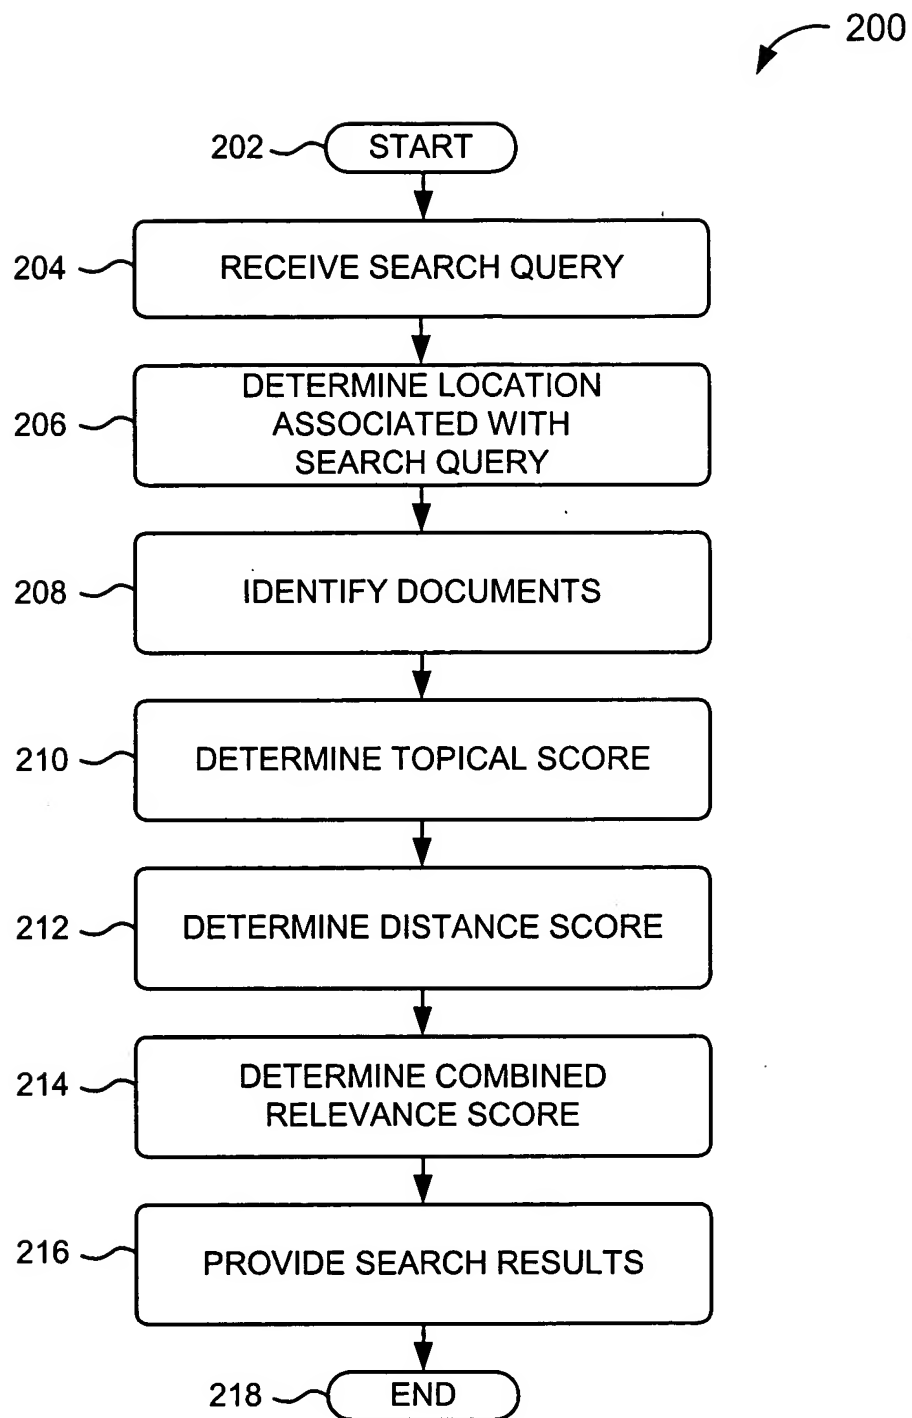 200
202 START
204 RECEIVE SEARCH QUERY
DETERMINE LOCATION
206 ASSOCIATED WITH
SEARCH QUERY
208 IDENTIFY DOCUMENTS
210 DETERMINE TOPICAL SCORE
212 DETERMINE DISTANCE SCORE
214 DETERMINE COMBINED
RELEVANCE SCORE
216 PROVIDE SEARCH RESULTS
218 END